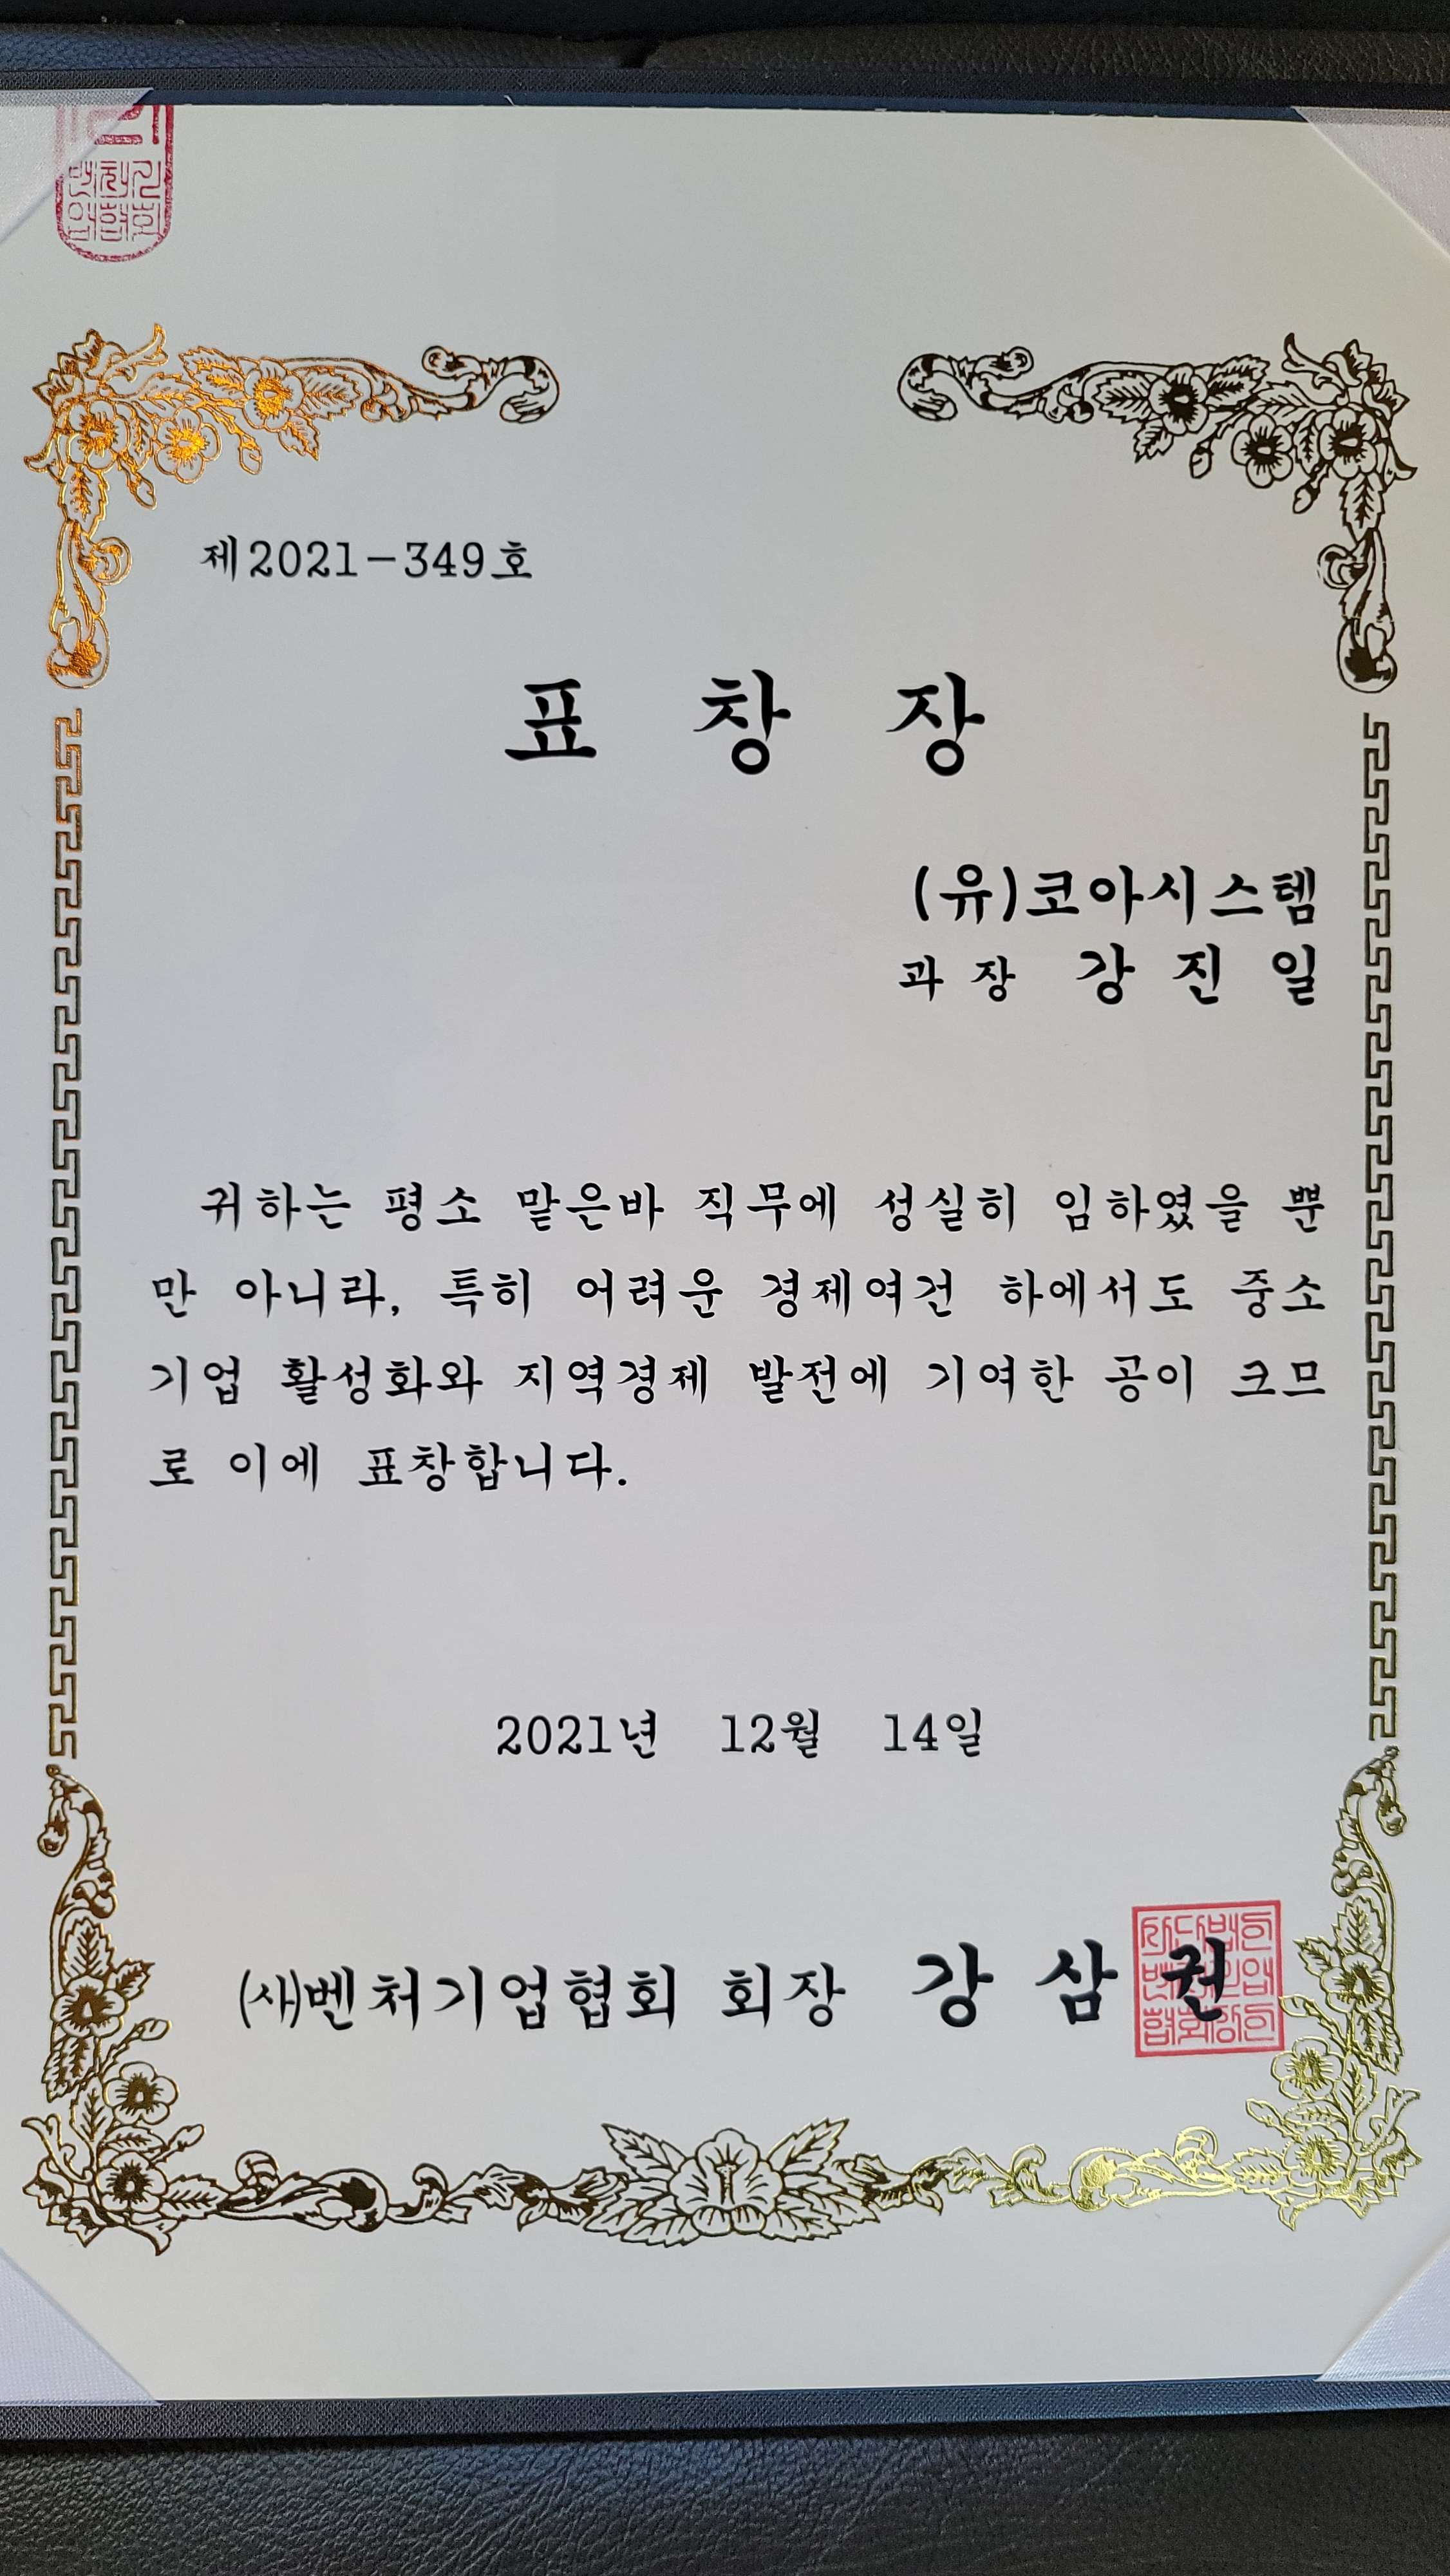 제2021-349호
표 창 장
(유)코아시스템
과 장 강 진 일
귀하는 평소 맡은바 직무에 성실히 임하였을 뿐
만 아니라, 특히 어려운 경제여건 하에서도 중소
기업 활성화와 지역경제 발전에 기여한 공이 크므
로 이에 표창합니다.
2021년 12월 14일
(사)벤처기업협회 회장 강 삼 권